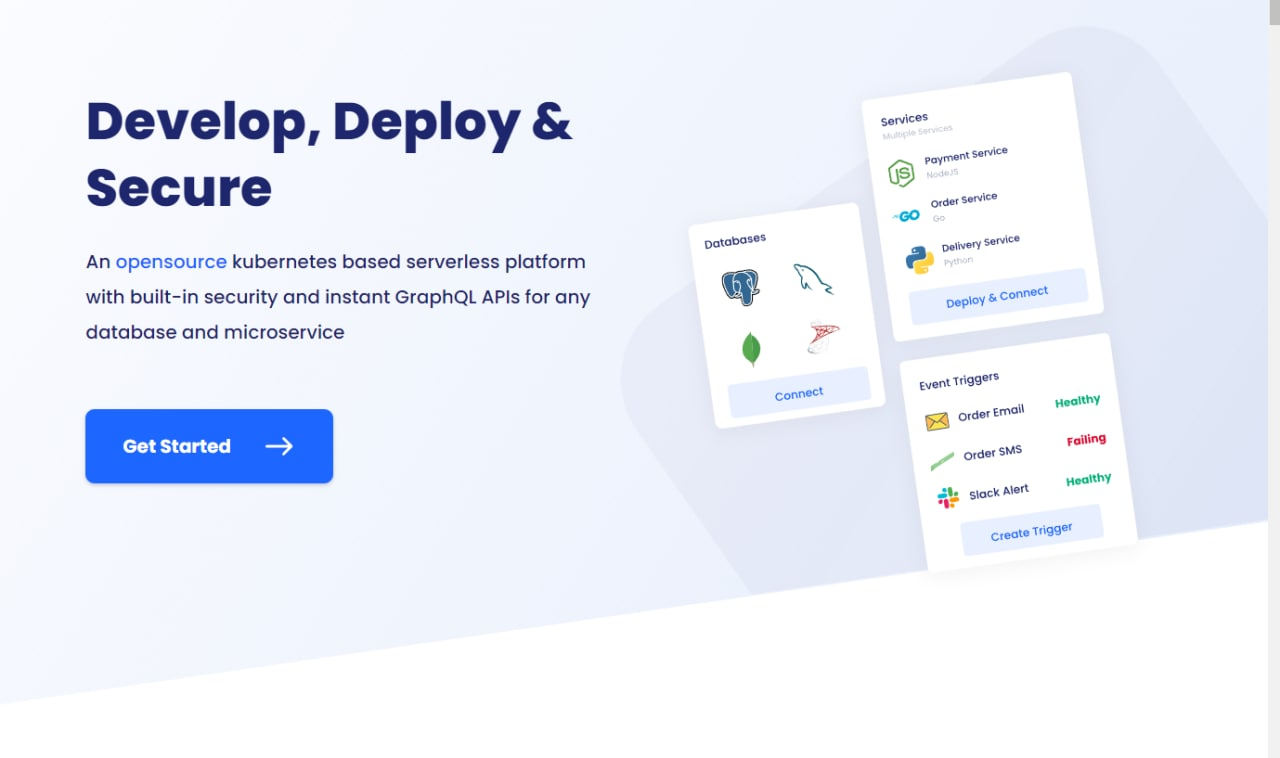 Develop, Deploy &
Secure
An opensource kubernetes based serverless platform
with built-in security and instant GraphQL APIs for any
database and microservice
Get Started
Databases
Connect
Services
Multiple Services
JS
Payment Service
NodeJS
GO
Order Service
Go
Delivery Service
Python
Deploy & Connect
Event Triggers
Order Email Healthy
Order SMS Failing
Slack Alert Healthy
Create Trigger